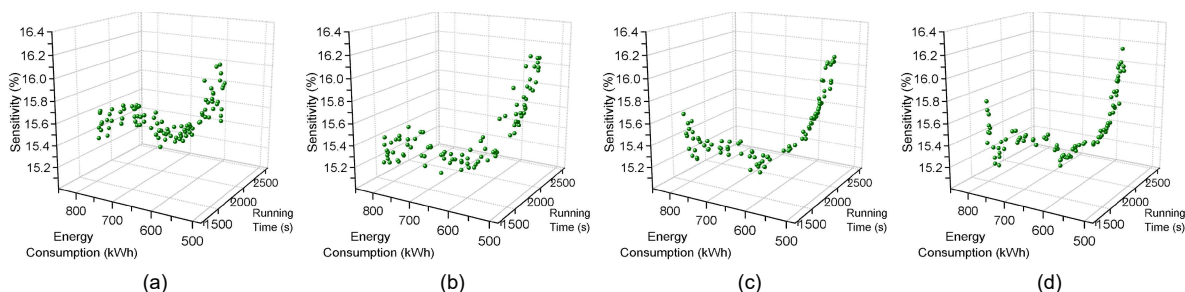 16.4
16.2
16.0
15.8
15.6
15.4
15.2
Sensitivity (%)
800
700
600
500
Energy
Consumption (kWh)
1500
2000
2500
Running
Time (s)
(a)
16.4
16.2
16.0
15.8
15.6
15.4
15.2
Sensitivity (%)
800
700
600
500
Energy
Consumption (kWh)
1500
2000
2500
Running
Time (s)
(b)
16.4
16.2
16.0
15.8
15.6
15.4
15.2
Sensitivity (%)
800
700
600
500
Energy
Consumption (kWh)
1500
2000
2500
Running
Time (s)
(c)
16.4
16.2
16.0
15.8
15.6
15.4
15.2
Sensitivity (%)
800
700
600
500
Energy
Consumption (kWh)
1500
2000
2500
Running
Time (s)
(d)